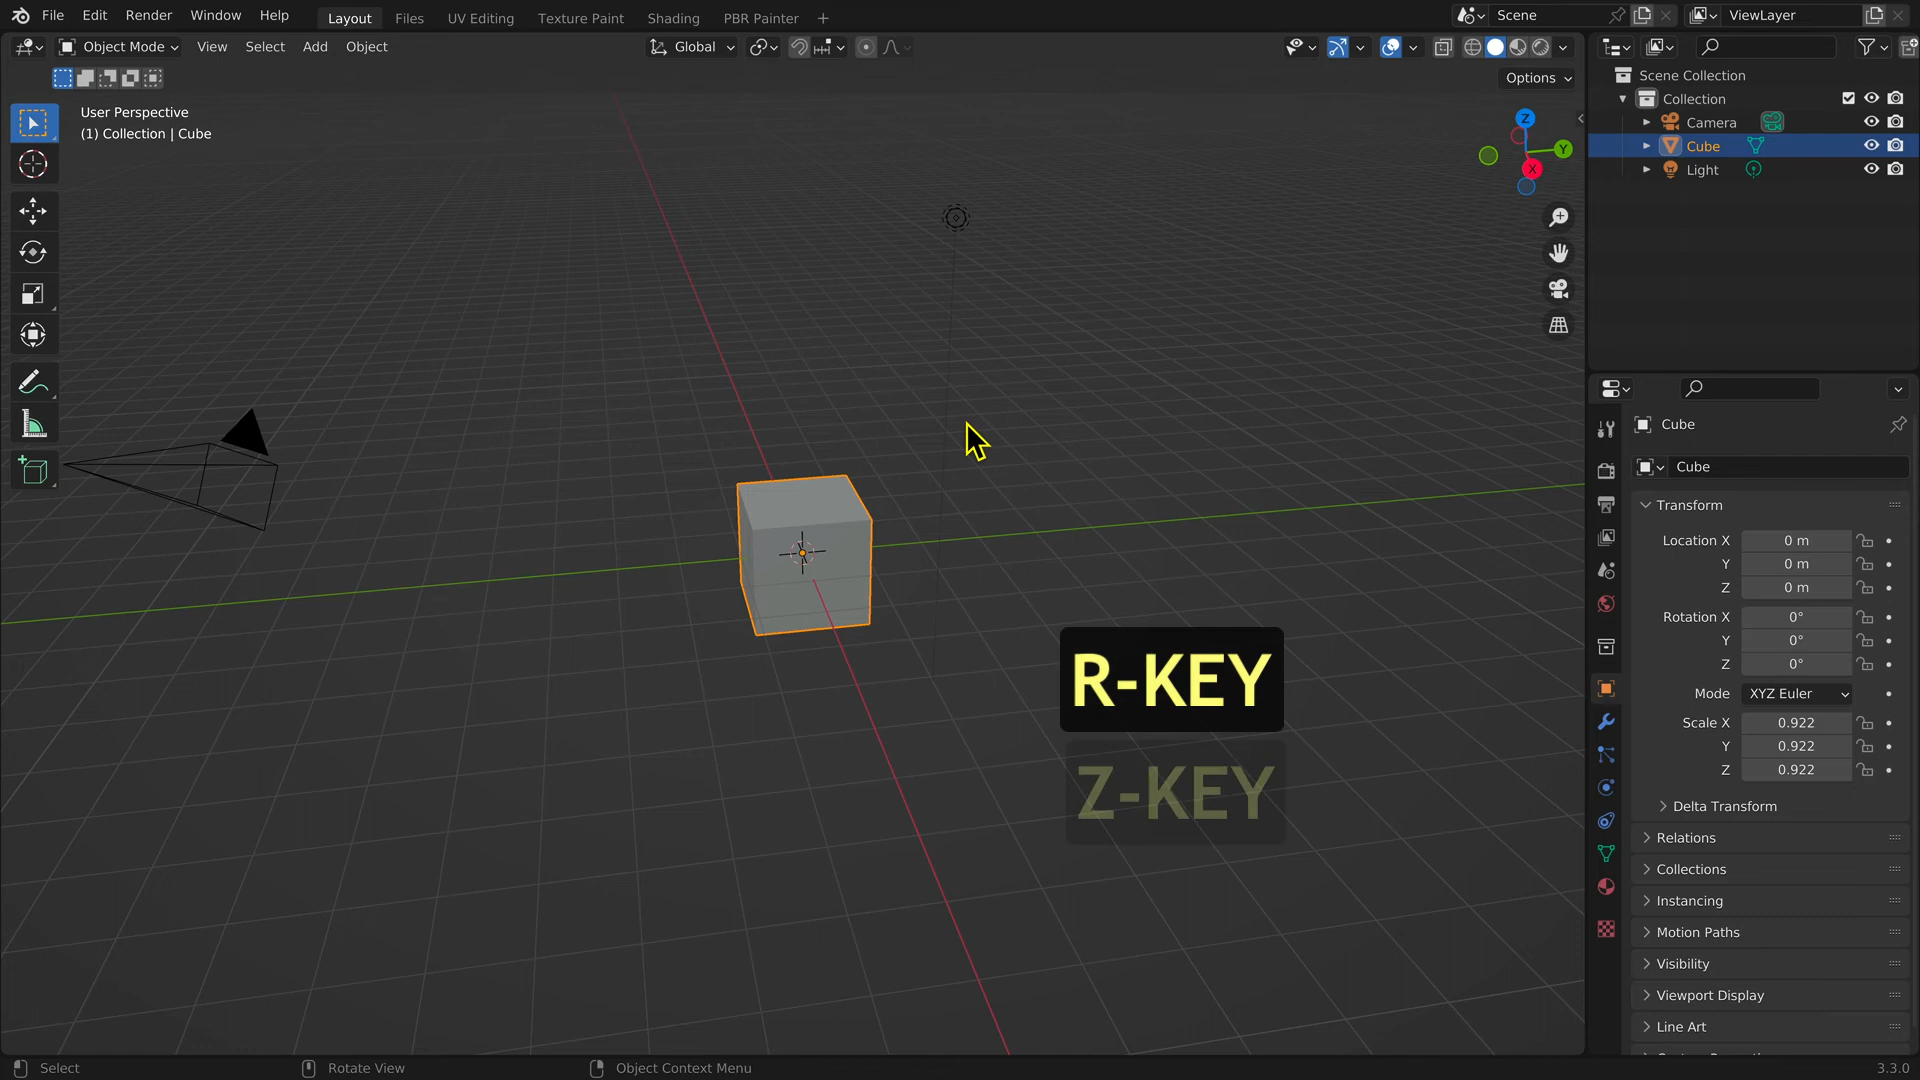 File Edit Render Window Help Layout Files UV Editing Texture Paint Shading PBR Painter + Scene ViewLayer
Object Mode View Select Add Object Global
Options
User Perspective
(1) Collection | Cube
Z
Y
X
Scene Collection
Collection
Camera
Cube
Light
Cube
Cube
Transform
Location X 0 m
Y 0 m
Z 0 m
Rotation X 0°
Y 0°
Z 0°
Mode XYZ Euler
Scale X 0.922
Y 0.922
Z 0.922
Delta Transform
Relations
Collections
Instancing
Motion Paths
Visibility
Viewport Display
Line Art
R-KEY
Z-KEY
Select Rotate View Object Context Menu 3.3.0